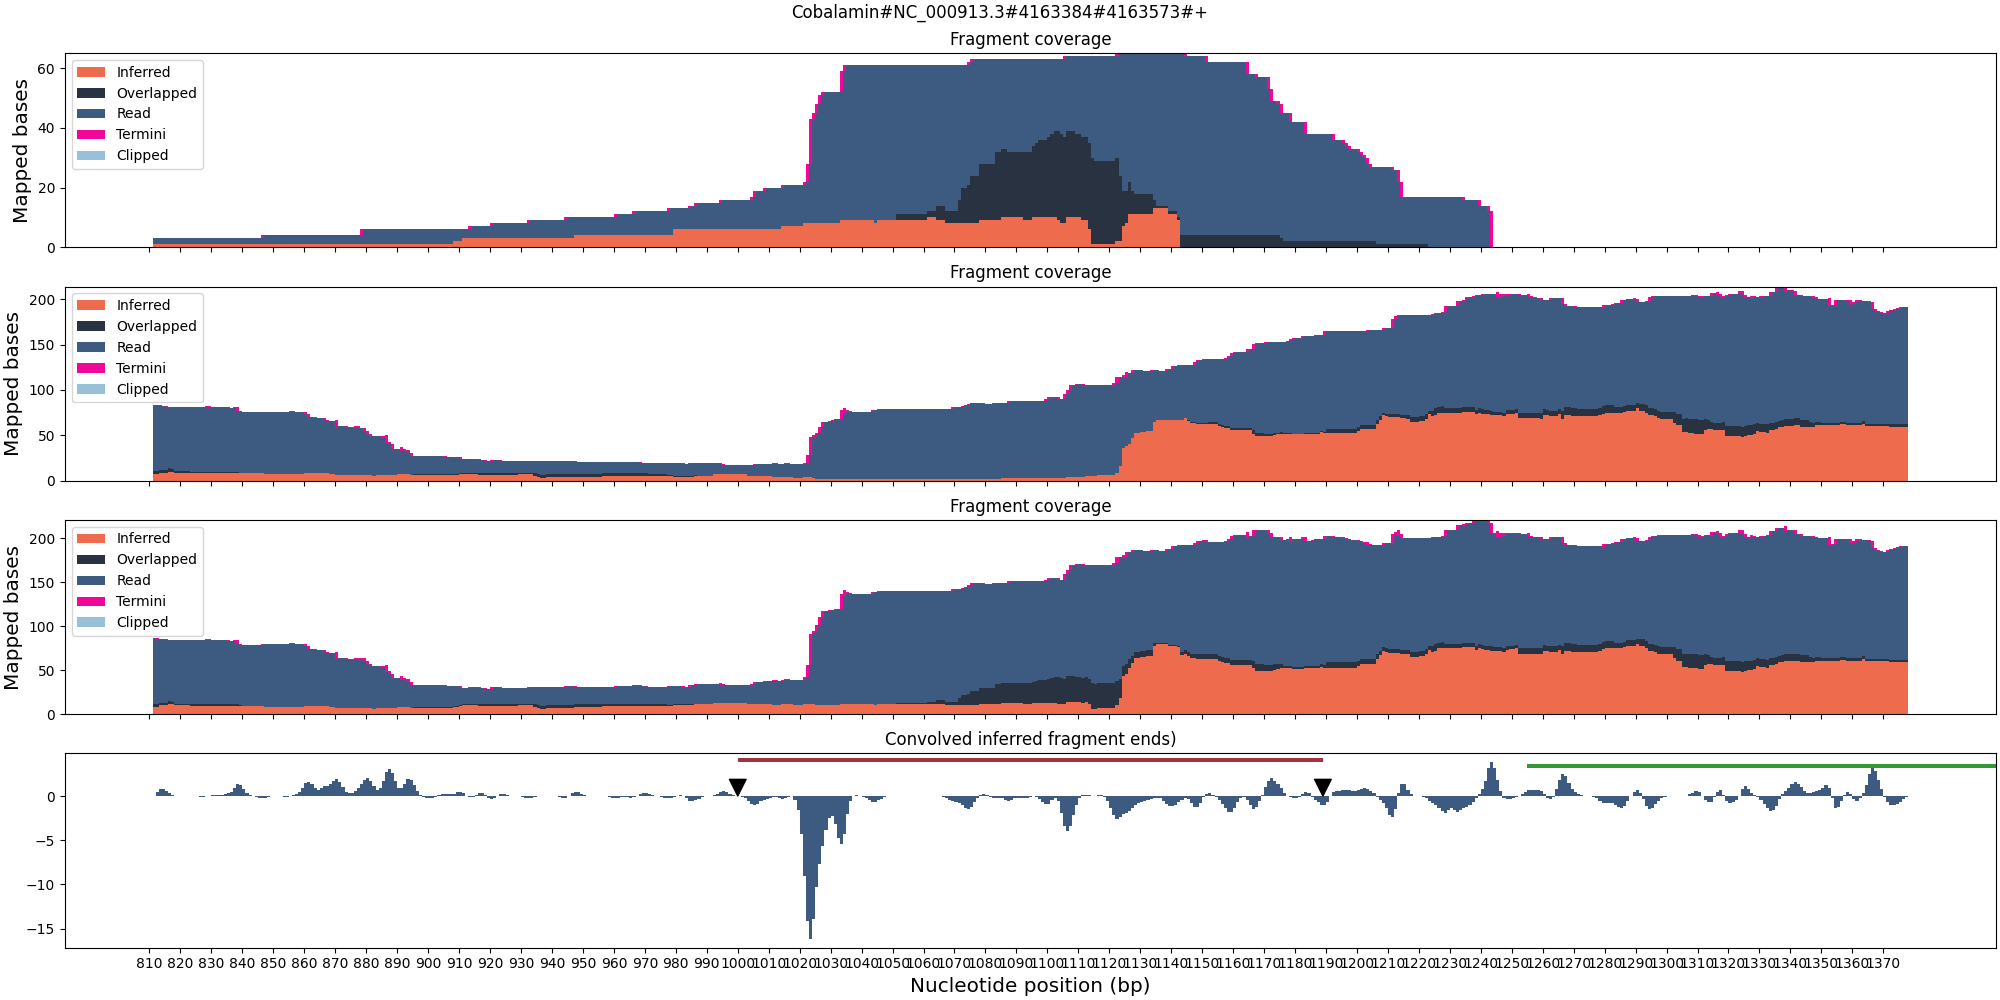 Cobalamin#NC_000913.3#4163384#4163573#+
Fragment coverage
Mapped bases
60
40
20
0
Inferred
Overlapped
Read
Termini
Clipped
Fragment coverage
Mapped bases
200
150
100
50
0
Inferred
Overlapped
Read
Termini
Clipped
Fragment coverage
Mapped bases
200
150
100
50
0
Inferred
Overlapped
Read
Termini
Clipped
Convolved inferred fragment ends)
0
−5
−10
−15
810 820 830 840 850 860 870 880 890 900 910 920 930 940 950 960 970 980 990 1000 1010 1020 1030 1040 1050 1060 1070 1080 1090 1100 1110 1120 1130 1140 1150 1160 1170 1180 1190 1200 1210 1220 1230 1240 1250 1260 1270 1280 1290 1300 1310 1320 1330 1340 1350 1360 1370
Nucleotide position (bp)